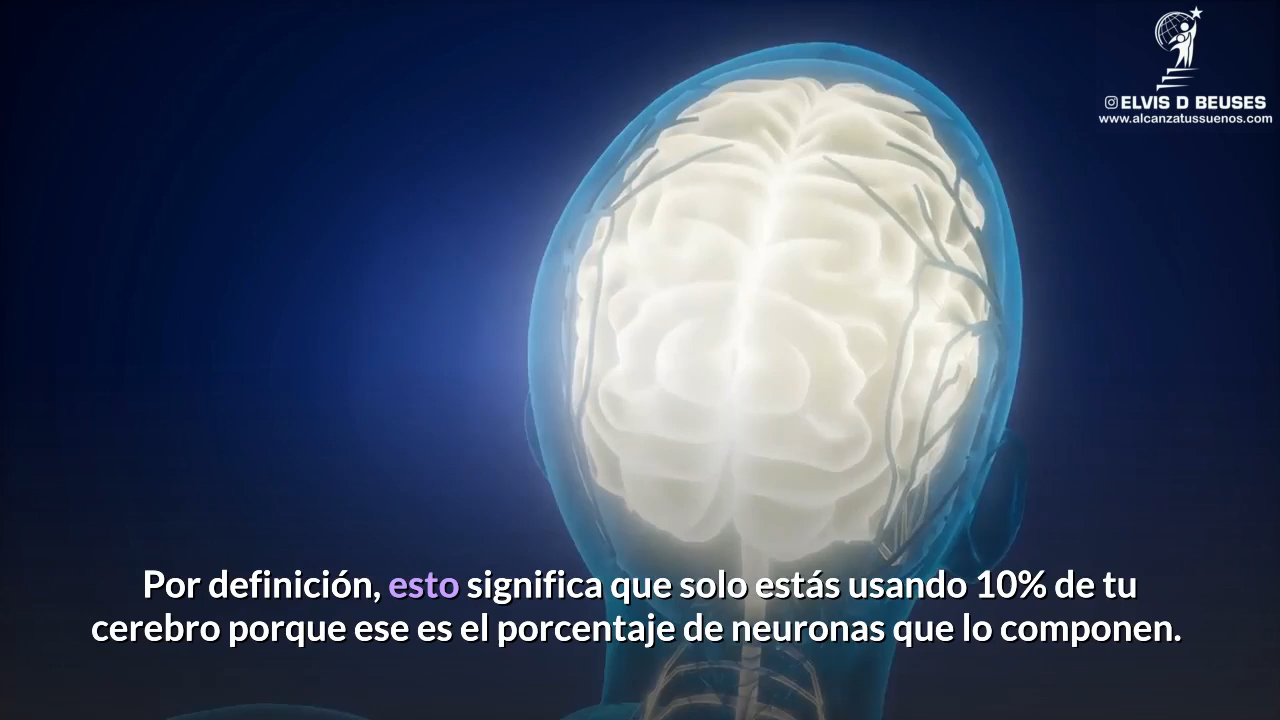 ELVIS D BEUSES
www.alcanzatussuenos.com
Por definición, esto significa que solo estás usando 10% de tu
cerebro porque ese es el porcentaje de neuronas que lo componen.